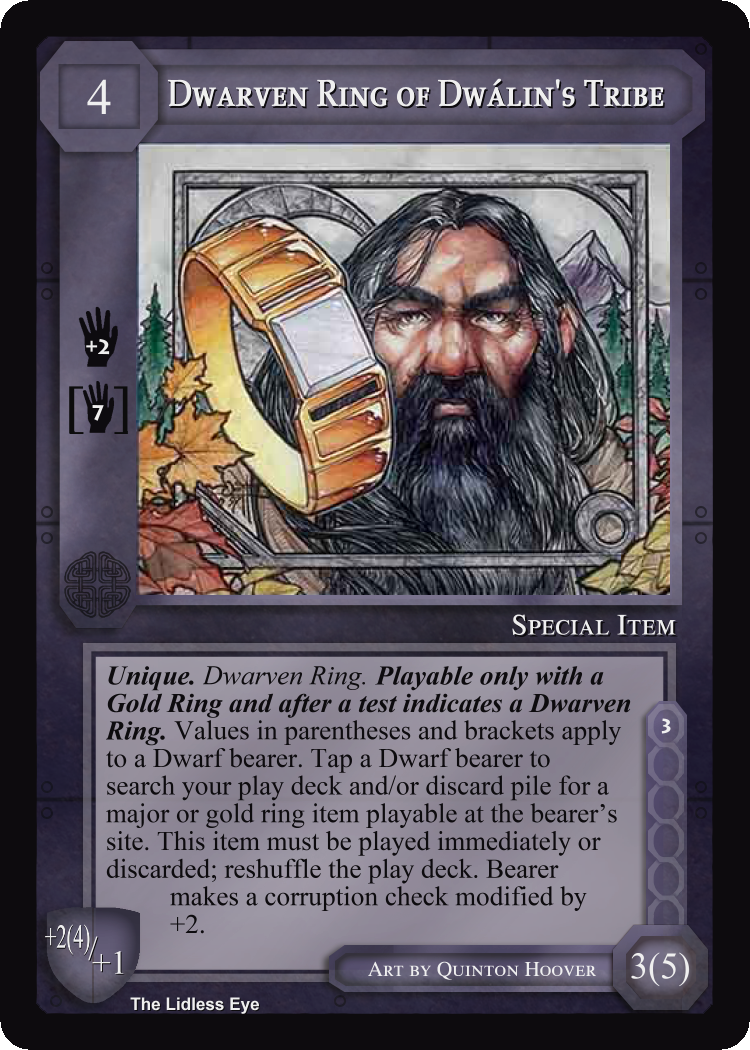 4
DWARVEN RING OF DWÁLIN'S TRIBE
+2
[7]
SPECIAL ITEM
Unique. Dwarven Ring. Playable only with a
Gold Ring and after a test indicates a Dwarven
Ring. Values in parentheses and brackets apply
to a Dwarf bearer. Tap a Dwarf bearer to
search your play deck and/or discard pile for a
major or gold ring item playable at the bearer's
site. This item must be played immediately or
discarded; reshuffle the play deck. Bearer
makes a corruption check modified by
+2.
3
+2(4)/+1
ART BY QUINTON HOOVER
3(5)
The Lidless Eye